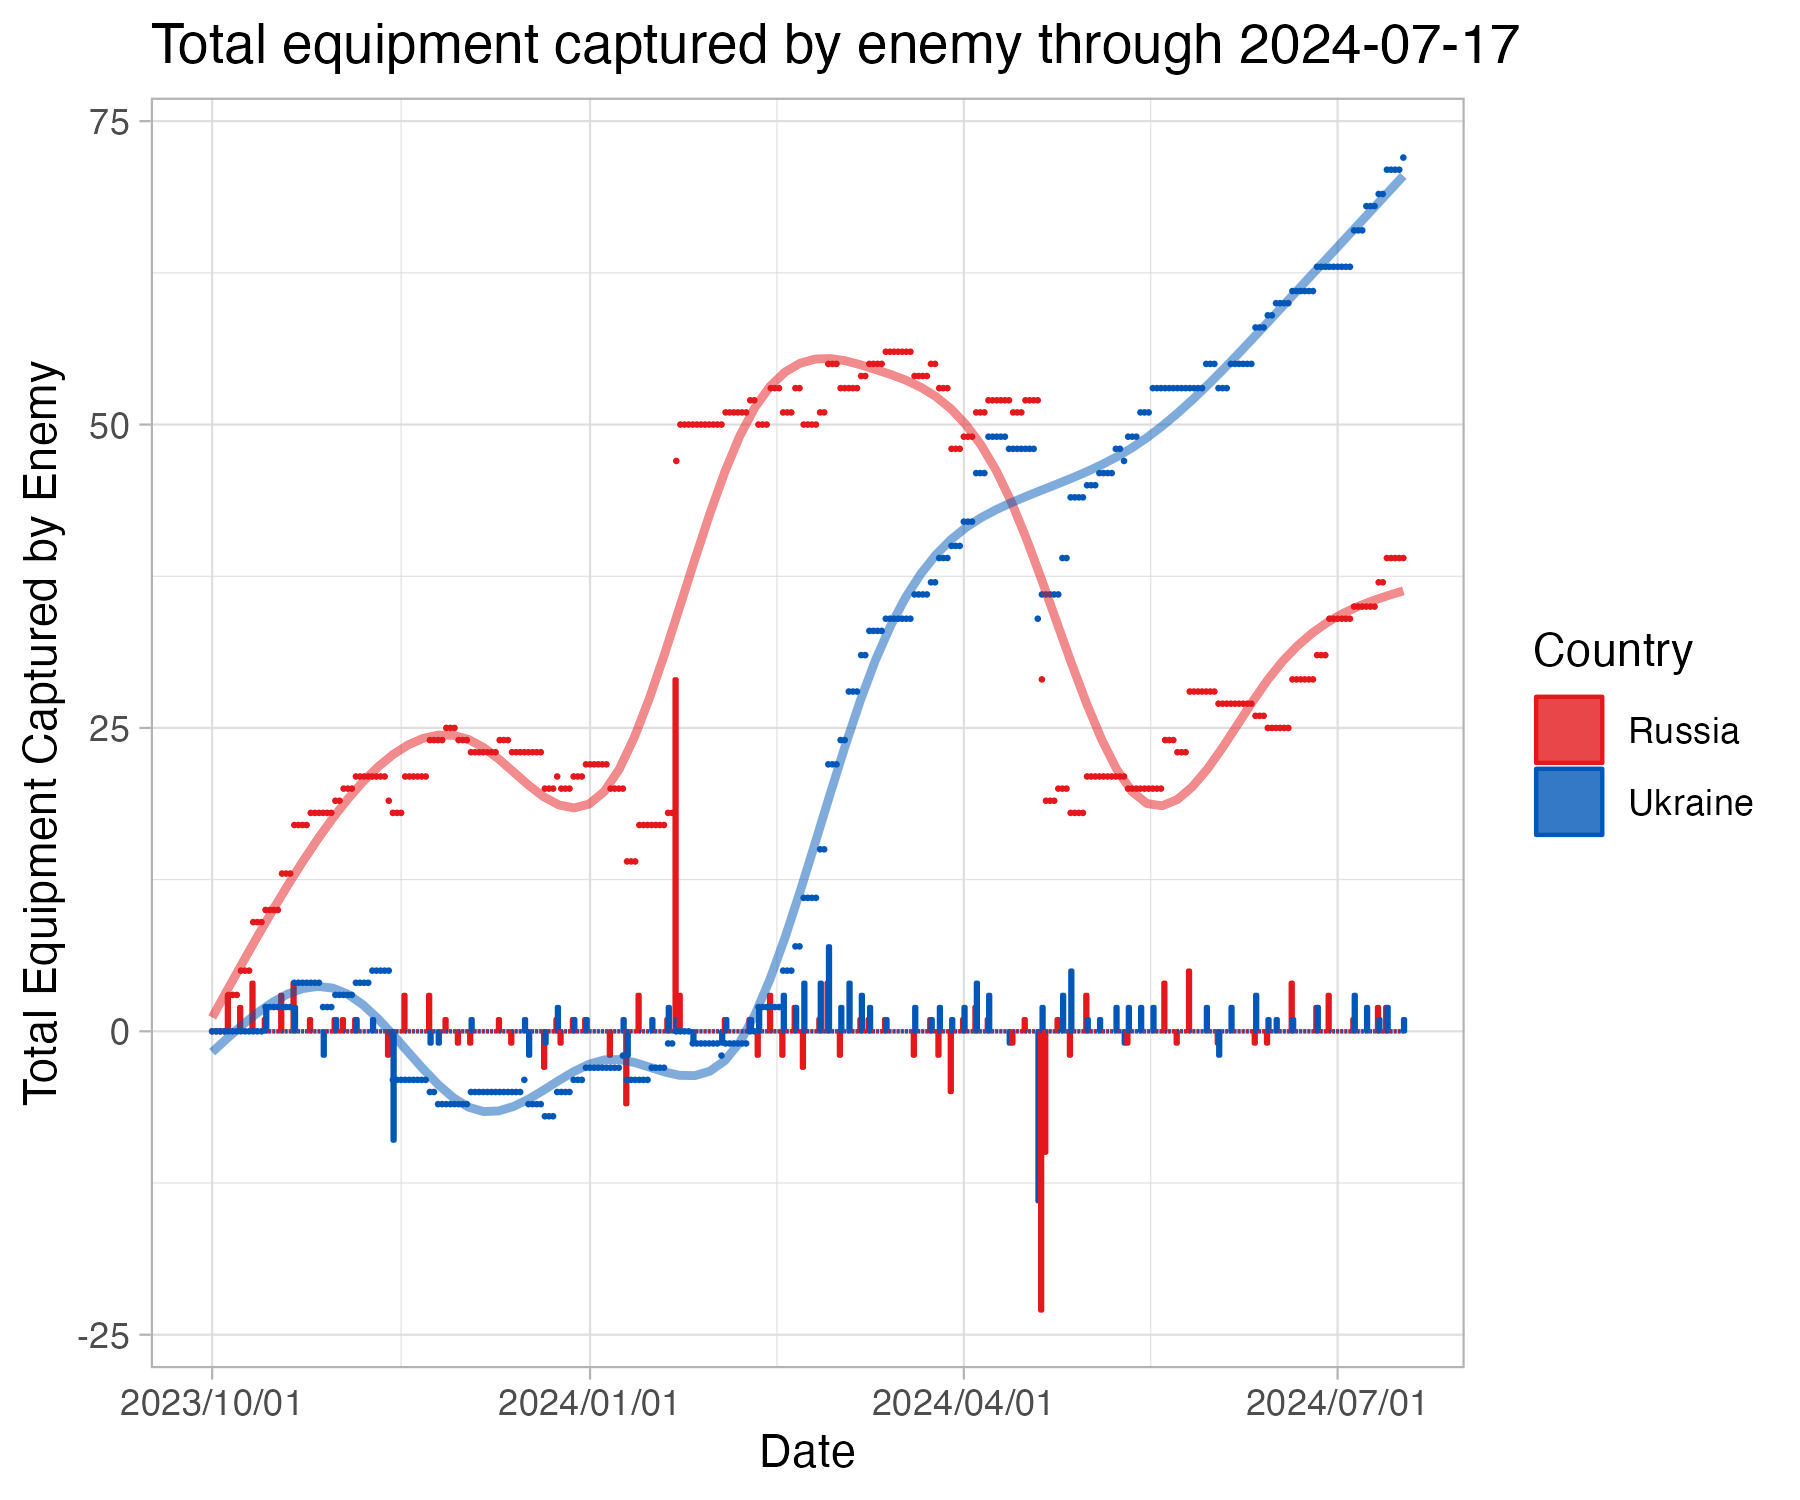 Total equipment captured by enemy through 2024-07-17
Total Equipment Captured by Enemy
75
50
25
0
-25
2023/10/01
2024/01/01
2024/04/01
2024/07/01
Date
Country
Russia
Ukraine